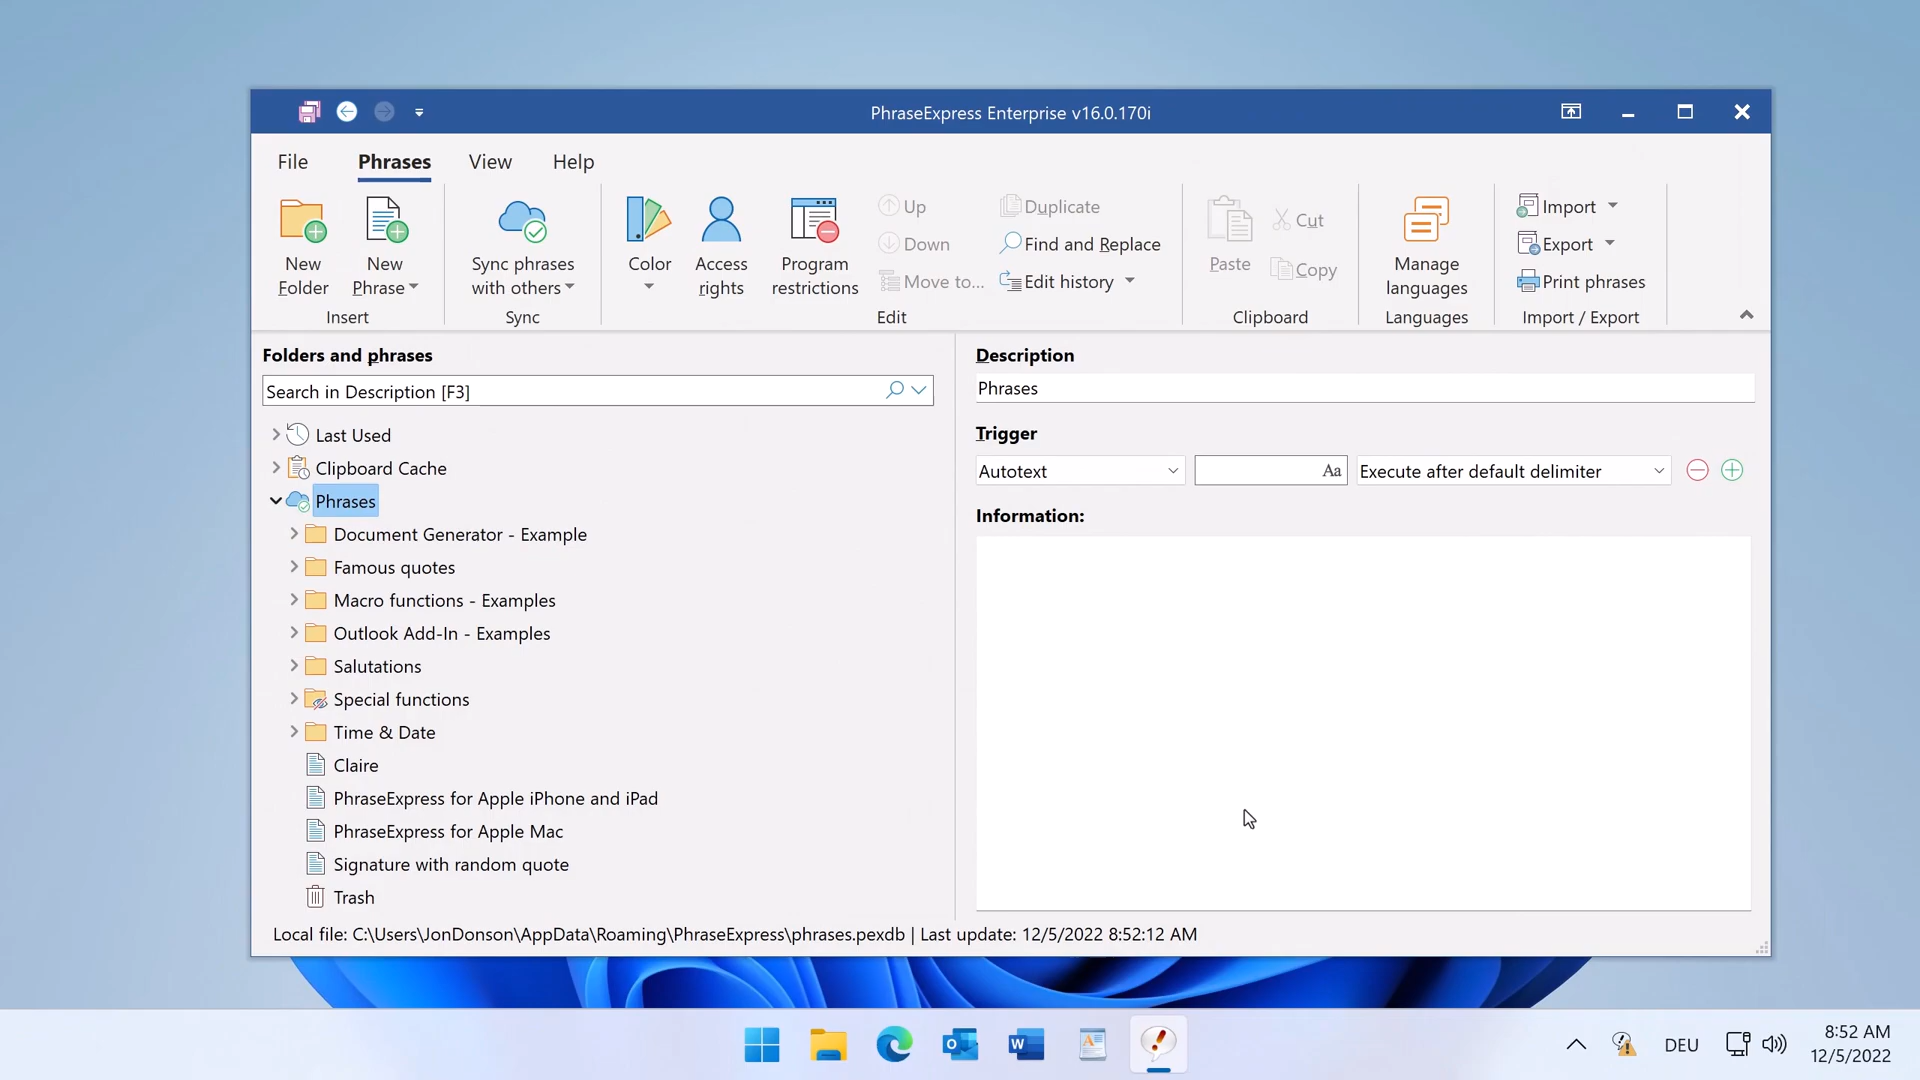 PhraseExpress Enterprise v16.0.170i
File Phrases View Help
New Folder
New Phrase
Insert
Sync phrases with others
Sync
Color
Access rights
Program restrictions
Up
Down
Move to...
Duplicate
Find and Replace
Edit history
Edit
Paste
Cut
Copy
Clipboard
Manage languages
Languages
Import
Export
Print phrases
Import / Export
Folders and phrases
Search in Description [F3]
Last Used
Clipboard Cache
Phrases
Document Generator - Example
Famous quotes
Macro functions - Examples
Outlook Add-In - Examples
Salutations
Special functions
Time & Date
Claire
PhraseExpress for Apple iPhone and iPad
PhraseExpress for Apple Mac
Signature with random quote
Trash
Description
Phrases
Trigger
Autotext Aa Execute after default delimiter
Information:
Local file: C:\Users\JonDonson\AppData\Roaming\PhraseExpress\phrases.pexdb | Last update: 12/5/2022 8:52:12 AM
DEU
8:52 AM
12/5/2022